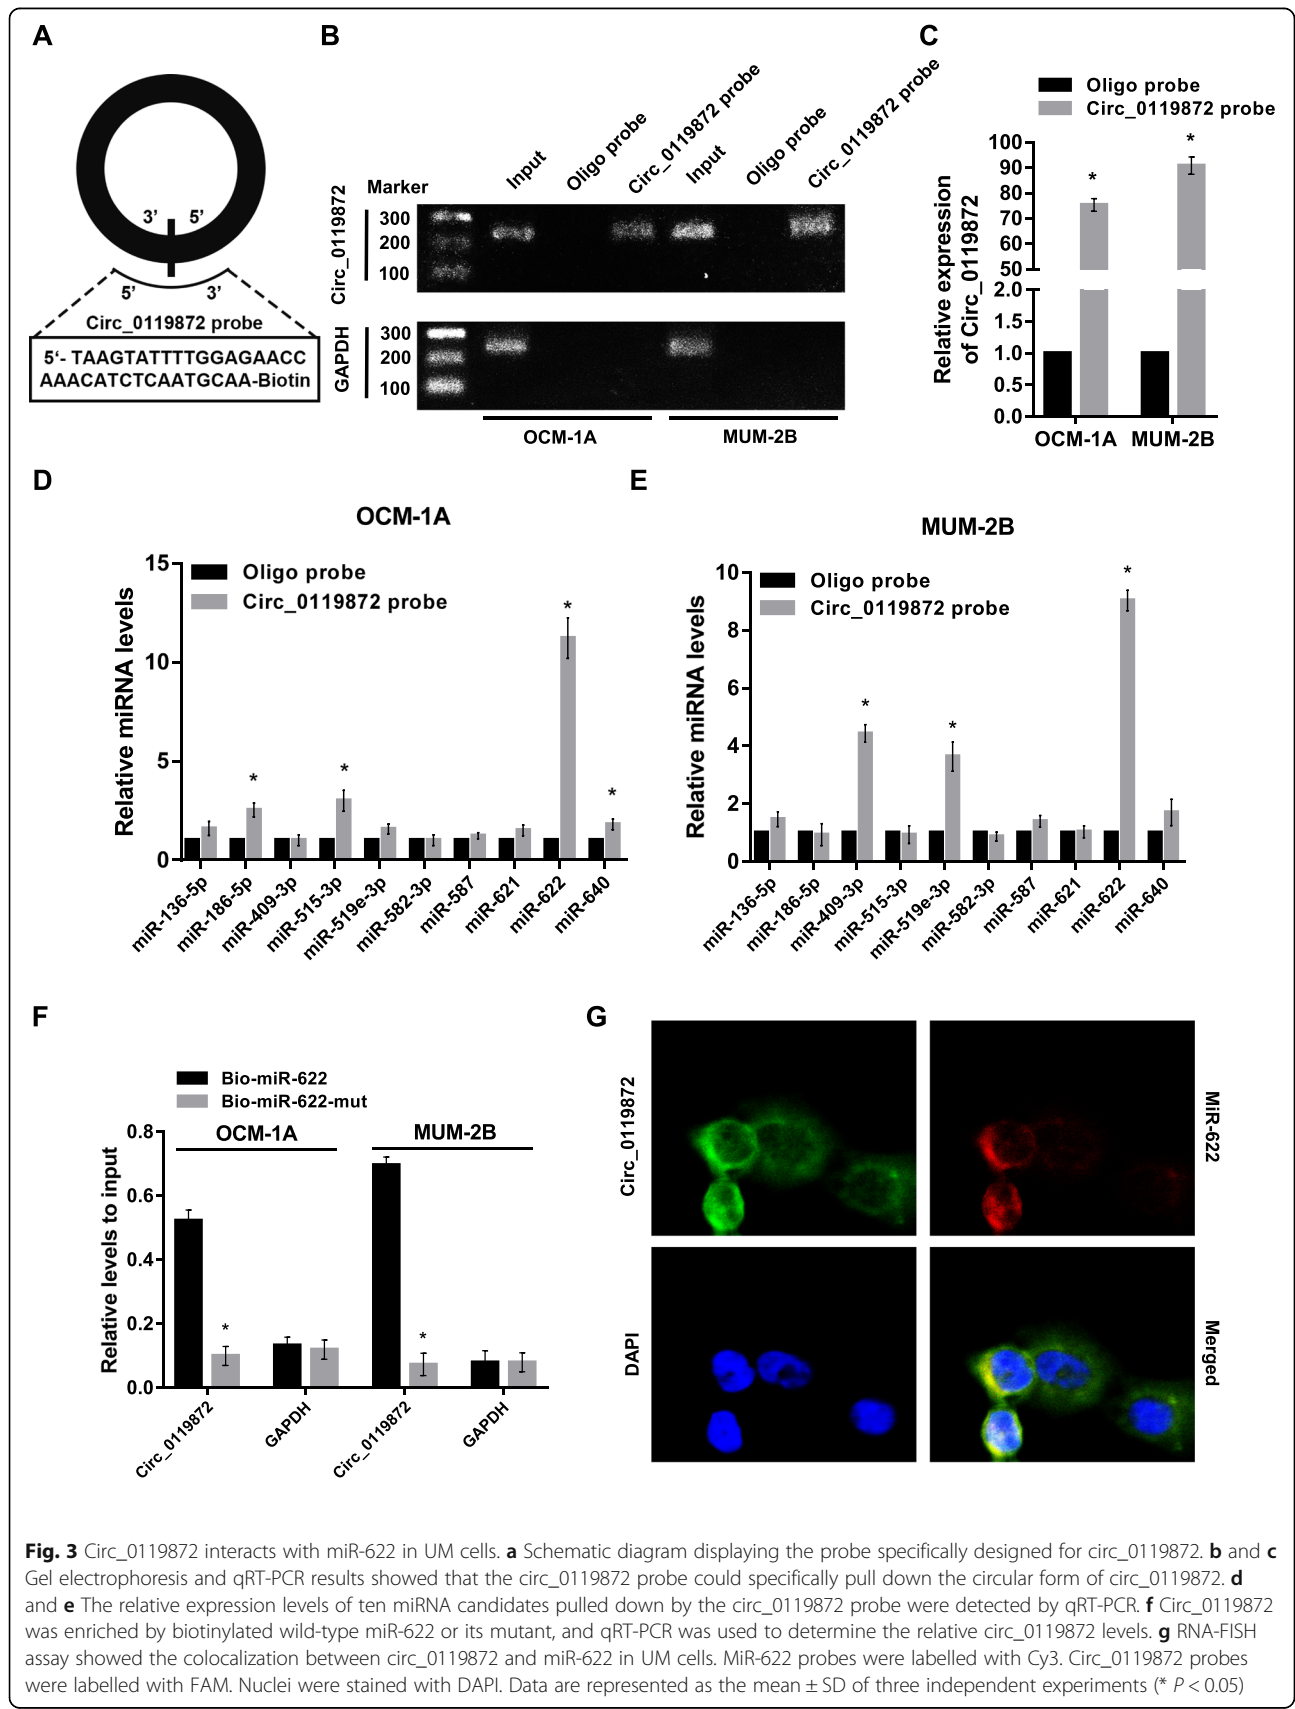 A
3’ 5’
5’ 3’
Circ_0119872 probe
5‘- TAAGTATTTTGGAGAACC
AAACATCTCAATGCAA-Biotin
B
Input
Oligo probe
Circ_0119872 probe
Input
Oligo probe
Circ_0119872 probe
Marker
Circ_0119872
300
200
100
GAPDH
300
200
100
OCM-1A
MUM-2B
C
Oligo probe
Circ_0119872 probe
Relative expression
of Circ_0119872
100
90
80
70
60
50
2.0
1.5
1.0
0.5
0.0
* *
OCM-1A MUM-2B
D
OCM-1A
Oligo probe
Circ_0119872 probe
Relative miRNA levels
15
10
5
0
* * * *
miR-136-5p
miR-186-5p
miR-409-3p
miR-515-3p
miR-519e-3p
miR-582-3p
miR-587
miR-621
miR-622
miR-640
E
MUM-2B
Oligo probe
Circ_0119872 probe
Relative miRNA levels
10
8
6
4
2
0
* * *
miR-136-5p
miR-186-5p
miR-409-3p
miR-515-3p
miR-519e-3p
miR-582-3p
miR-587
miR-621
miR-622
miR-640
F
Bio-miR-622
Bio-miR-622-mut
OCM-1A MUM-2B
Relative levels to input
0.8
0.6
0.4
0.2
0.0
* *
Circ_0119872
GAPDH
Circ_0119872
GAPDH
G
Circ_0119872
MiR-622
DAPI
Merged
Fig. 3 Circ_0119872 interacts with miR-622 in UM cells. a Schematic diagram displaying the probe specifically designed for circ_0119872. b and c
Gel electrophoresis and qRT-PCR results showed that the circ_0119872 probe could specifically pull down the circular form of circ_0119872. d
and e The relative expression levels of ten miRNA candidates pulled down by the circ_0119872 probe were detected by qRT-PCR. f Circ_0119872
was enriched by biotinylated wild-type miR-622 or its mutant, and qRT-PCR was used to determine the relative circ_0119872 levels. g RNA-FISH
assay showed the colocalization between circ_0119872 and miR-622 in UM cells. MiR-622 probes were labelled with Cy3. Circ_0119872 probes
were labelled with FAM. Nuclei were stained with DAPI. Data are represented as the mean ± SD of three independent experiments (* P < 0.05)